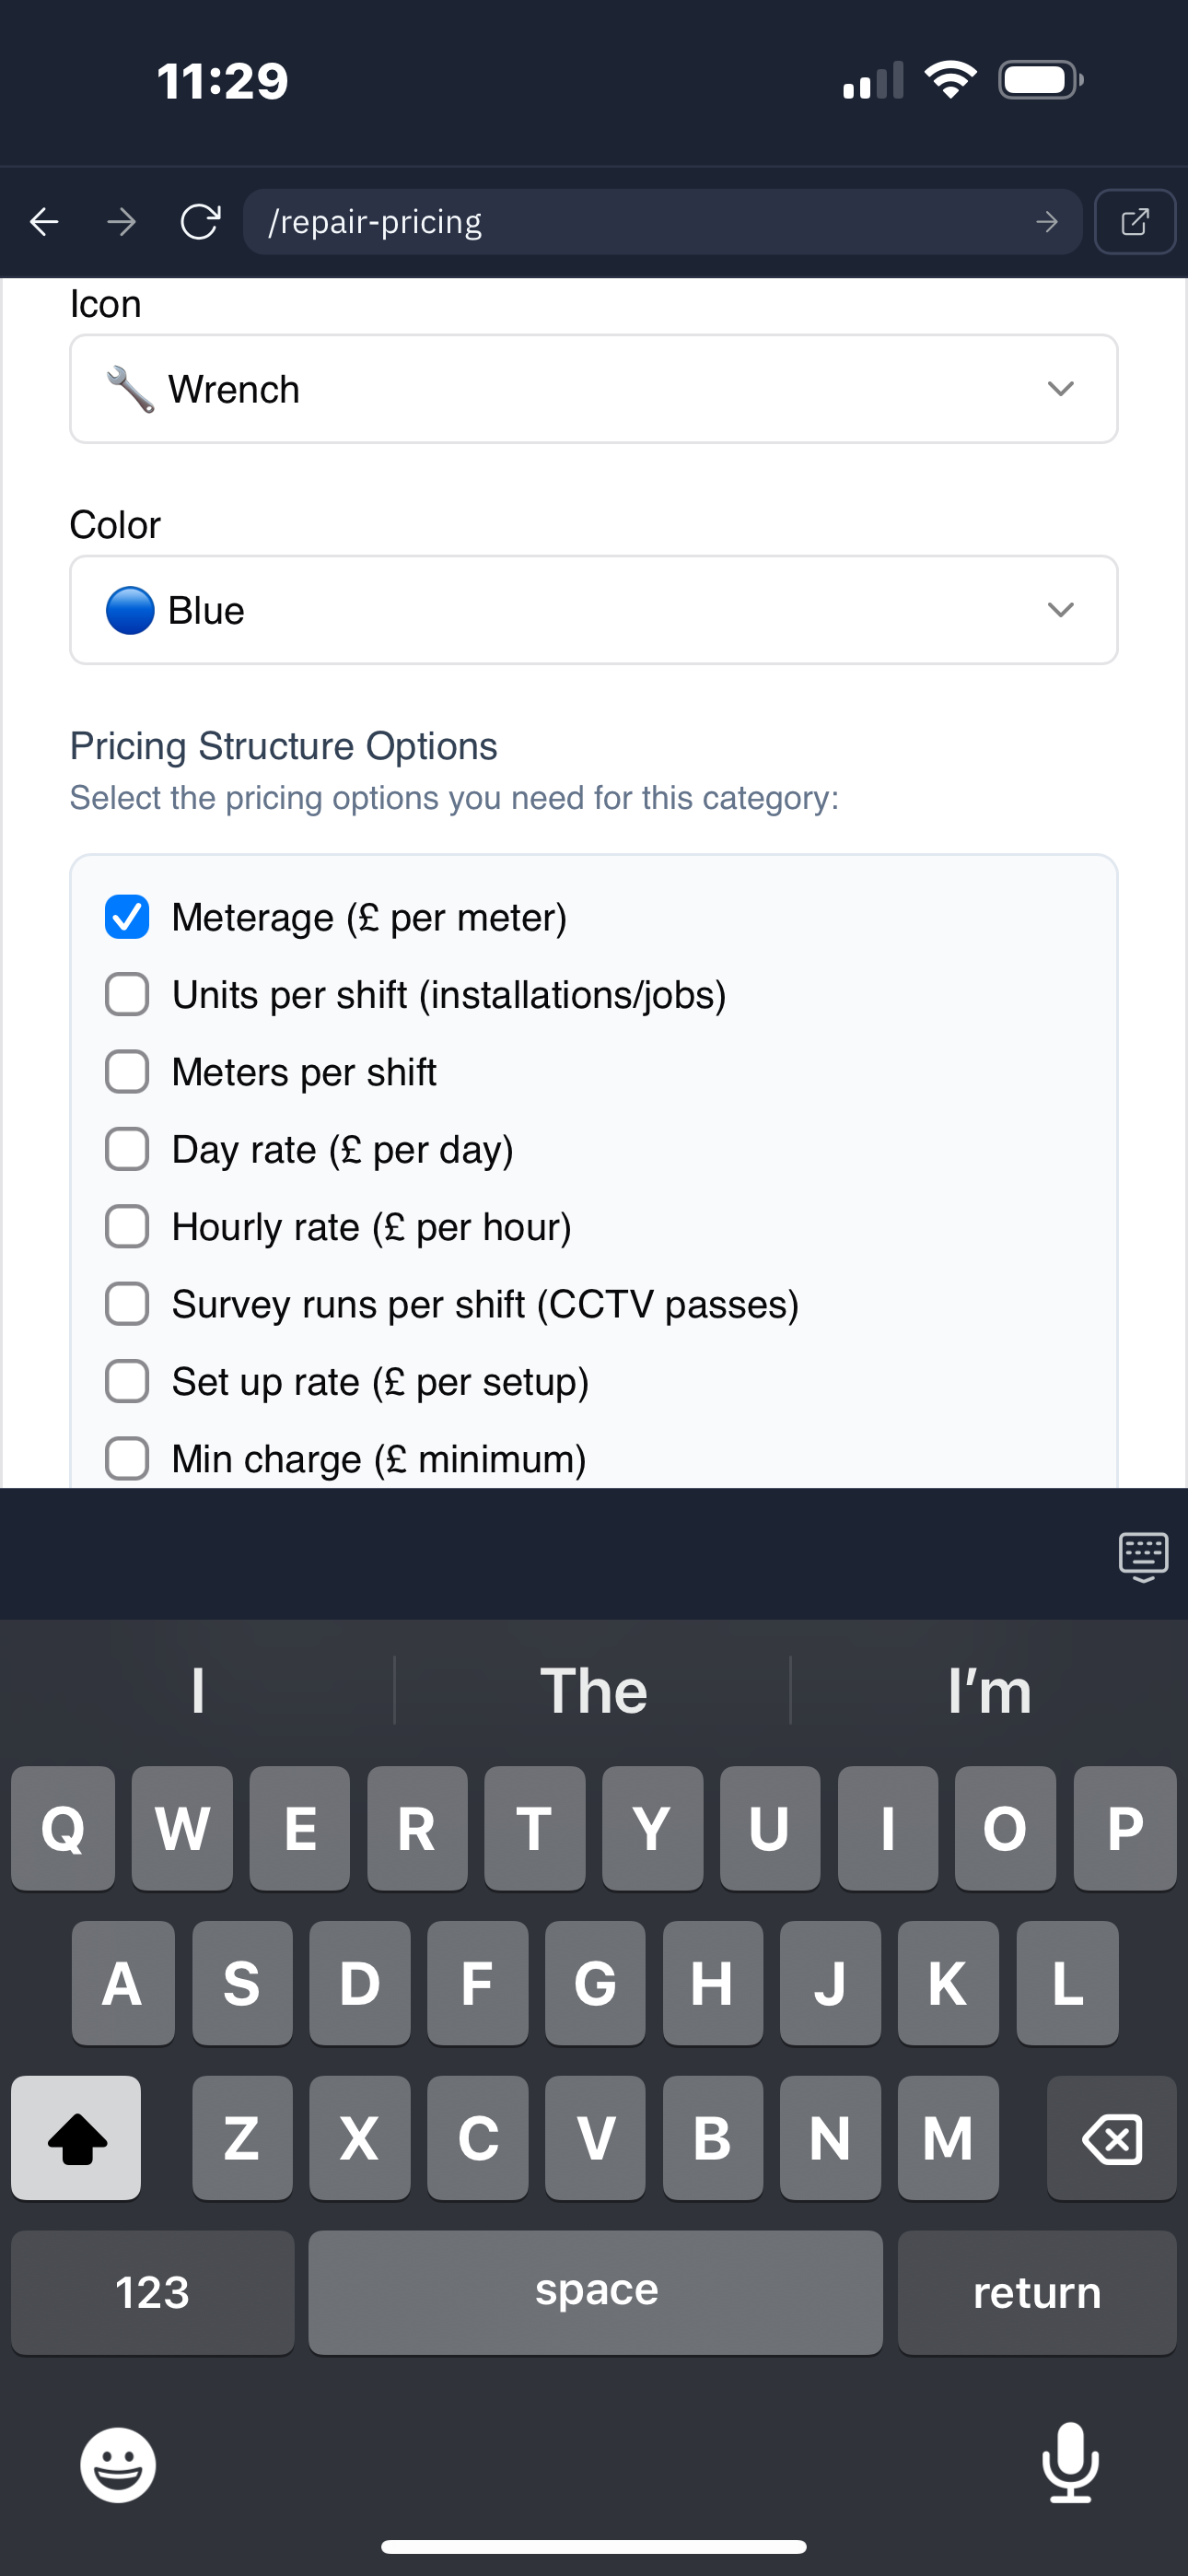 11:29
/repair-pricing
Icon
Wrench
Color
Blue
Pricing Structure Options
Select the pricing options you need for this category:
Meterage (£ per meter)
Units per shift (installations/jobs)
Meters per shift
Day rate (£ per day)
Hourly rate (£ per hour)
Survey runs per shift (CCTV passes)
Set up rate (£ per setup)
Min charge (£ minimum)
I The I’m
Q W E R T Y U I O P
A S D F G H J K L
Z X C V B N M
123 space return